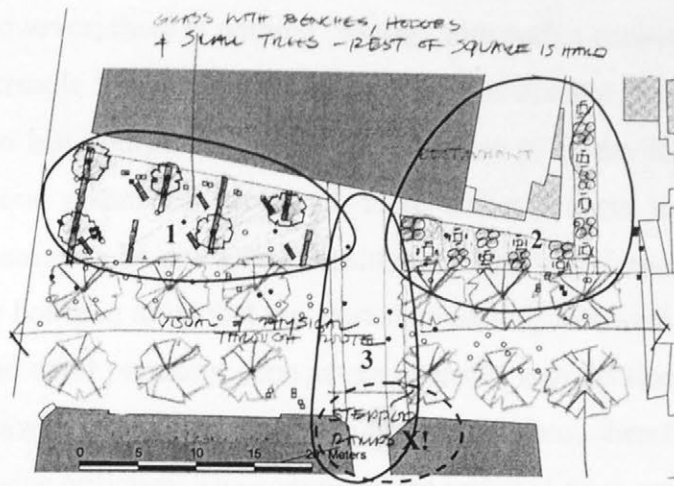 GRASS WITH BENCHES, HEDGES
+ SMALL TREES - REST OF SQUARE IS HARD
RESTAURANT
1
2
VISUAL + PHYSICAL
THROUGH ROUTE
3
STEPPED
RAMPS X!
0 5 10 15 20 Meters